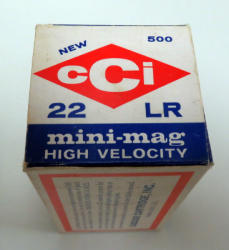 NEW 500
CCi
22 LR
mini-mag®
HIGH VELOCITY